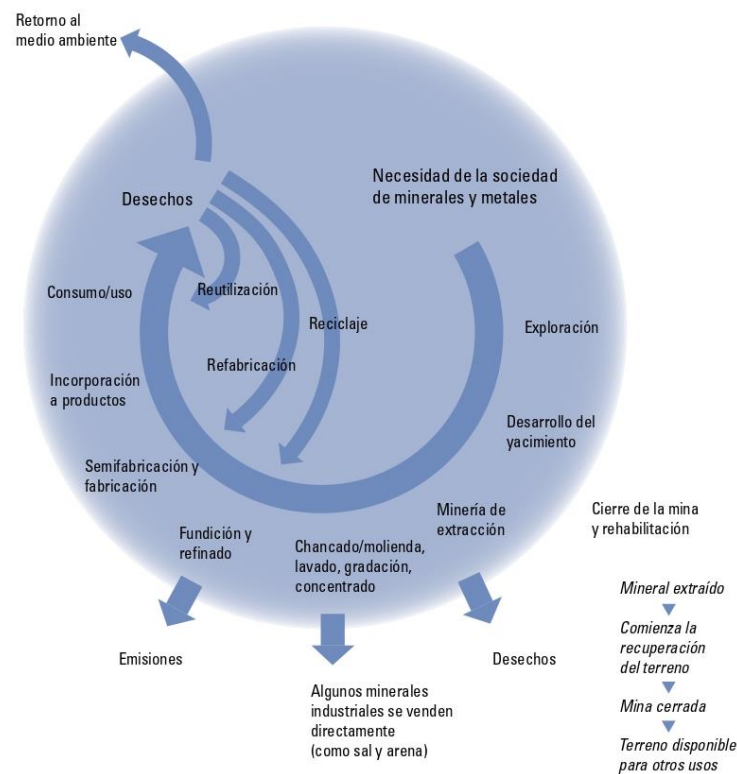 Retorno al
medio ambiente
Necesidad de la sociedad
de minerales y metales
Desechos
Consumo/uso
Reutilización
Reciclaje
Exploración
Refabricación
Incorporación
a productos
Desarrollo del
yacimiento
Semifabricación y
fabricación
Minería de
extracción
Cierre de la mina
y rehabilitación
Fundición y
refinado
Chancado/molienda,
lavado, gradación,
concentrado
Mineral extraído
Comienza la
recuperación
del terreno
Emisiones
Desechos
Algunos minerales
industriales se venden
directamente
(como sal y arena)
Mina cerrada
Terreno disponible
para otros usos